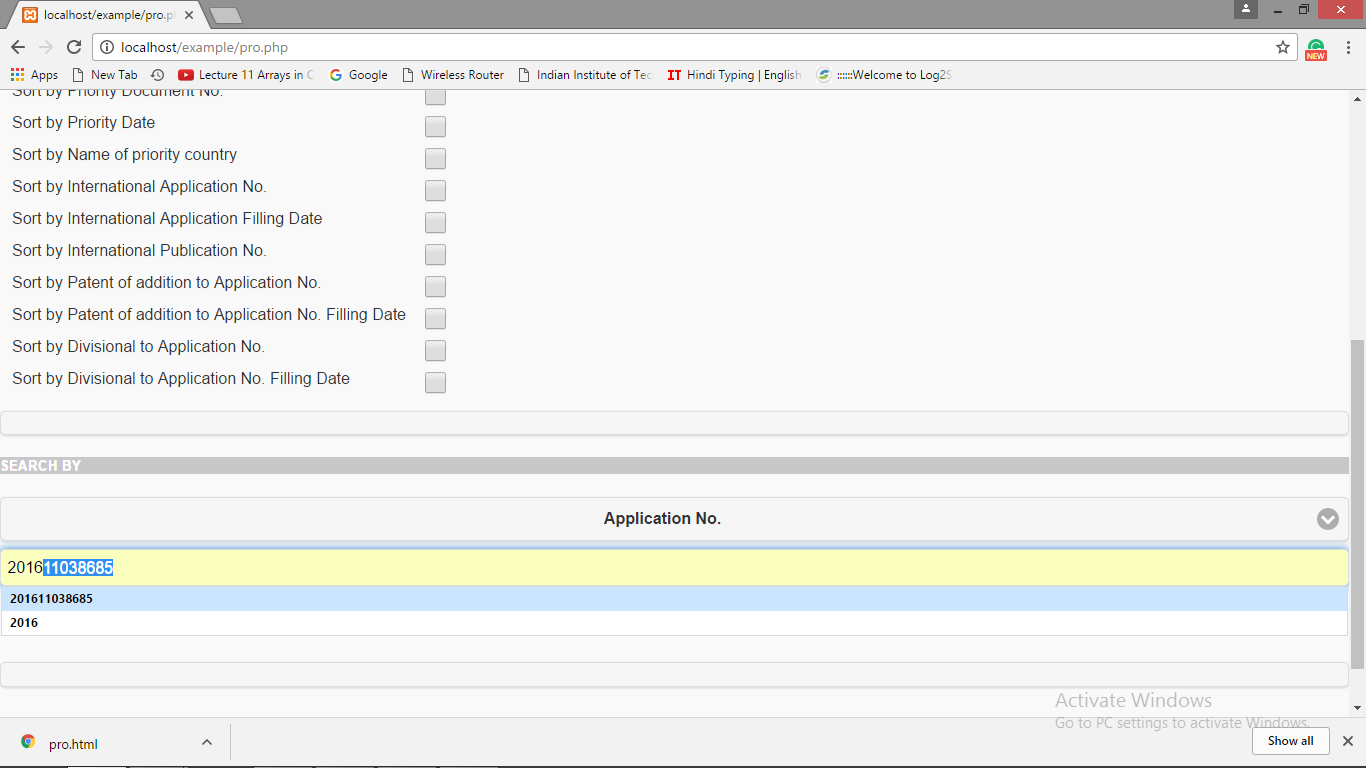 localhost/example/pro.p
localhost/example/pro.php
NEW
Apps
New Tab
Lecture 11 Arrays in C
Google
Wireless Router
Indian Institute of Tec
IT Hindi Typing | English
::::::Welcome to Log2S
Sort by Priority Document No.
Sort by Priority Date
Sort by Name of priority country
Sort by International Application No.
Sort by International Application Filling Date
Sort by International Publication No.
Sort by Patent of addition to Application No.
Sort by Patent of addition to Application No. Filling Date
Sort by Divisional to Application No.
Sort by Divisional to Application No. Filling Date
SEARCH BY
Application No.
201611038685
201611038685
2016
Activate Windows
Go to PC settings to activate Windows.
pro.html
Show all